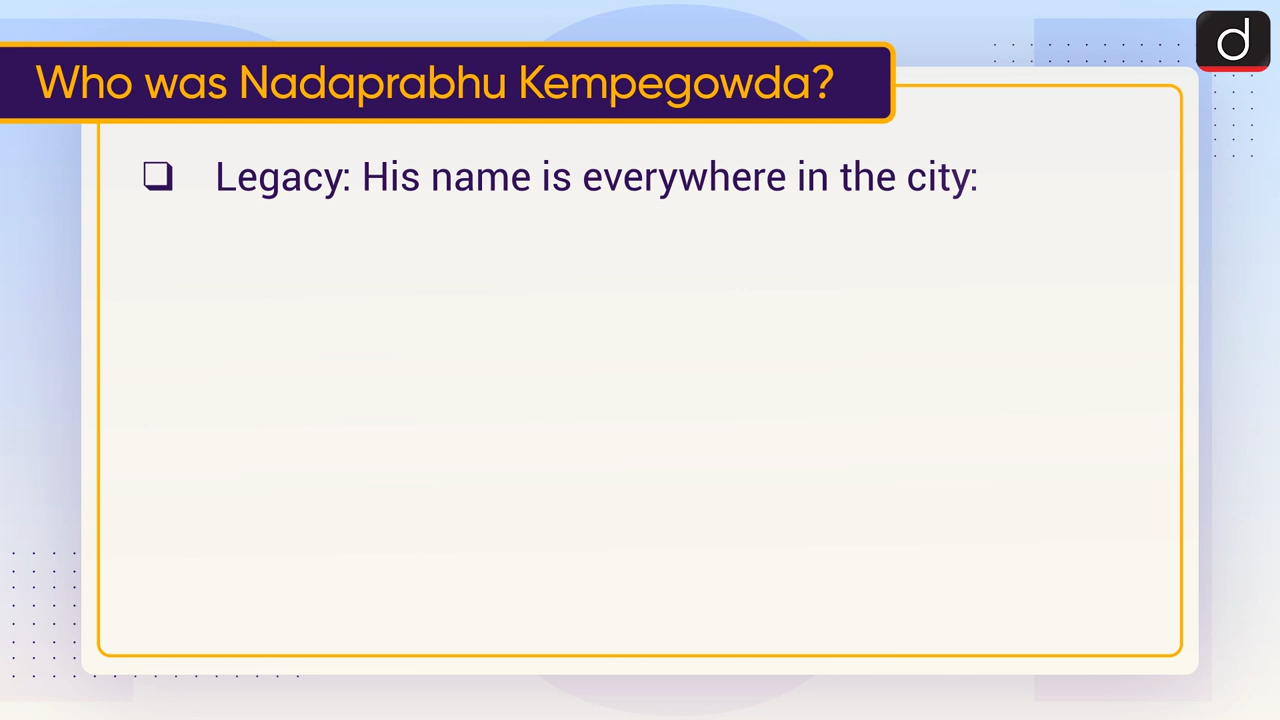 d
Who was Nadaprabhu Kempegowda?
❑ Legacy: His name is everywhere in the city: